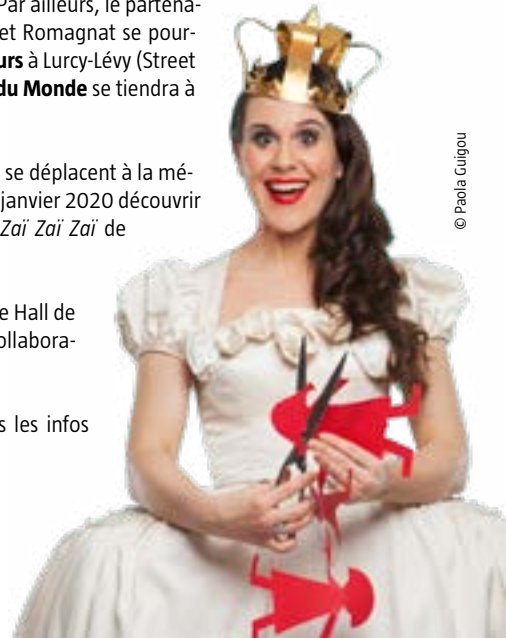 Par ailleurs, le partena-
et Romagnat se pour-
urs à Lurcy-Lévy (Street
du Monde se tiendra à
se déplacent à la mé-
janvier 2020 découvrir
Zaï Zaï Zaï de
e Hall de
ollabora-
s les infos
© Paola Guigou